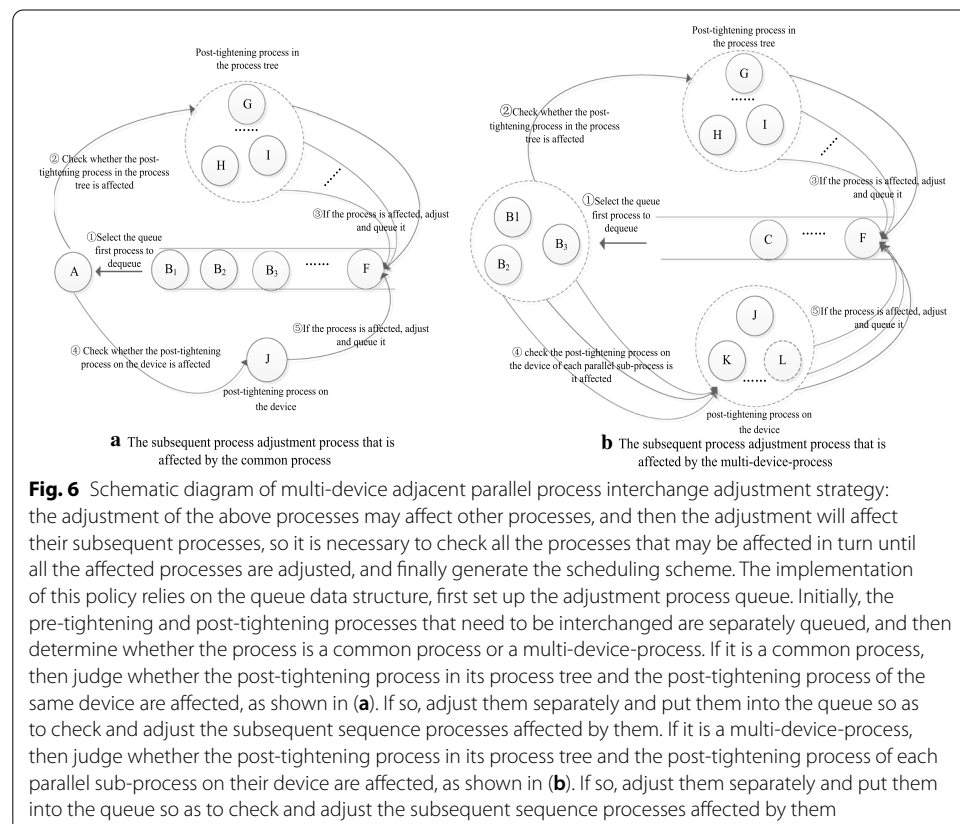 Post-tightening process in
the process tree
G
......
H
I
② Check whether the post-
tightening process in the process
tree is affected
......
③If the process is affected, adjust
and queue it
①Select the queue
first process to
dequeue
A
B₁
B₂
B₃
......
F
⑤If the process is affected, adjust
and queue it
④ Check whether the post-tightening
process on the device is affected
J
post-tightening process on
the device
a The subsequent process adjustment process that is
affected by the common process
Post-tightening process in
the process tree
G
......
H
I
②Check whether the post-
tightening process in the process
tree is affected
......
③If the process is affected, adjust
and queue it
①Select the queue
first process to
dequeue
B1
B₃
B₂
C
......
F
⑤If the process is affected, adjust
and queue it
J
④ check the post-tightening process on
the device of each parallel sub-process is
it affected
K
L
......
post-tightening process on
the device
b The subsequent process adjustment process that is
affected by the multi-device-process
Fig. 6 Schematic diagram of multi-device adjacent parallel process interchange adjustment strategy:
the adjustment of the above processes may affect other processes, and then the adjustment will affect
their subsequent processes, so it is necessary to check all the processes that may be affected in turn until
all the affected processes are adjusted, and finally generate the scheduling scheme. The implementation
of this policy relies on the queue data structure, first set up the adjustment process queue. Initially, the
pre-tightening and post-tightening processes that need to be interchanged are separately queued, and then
determine whether the process is a common process or a multi-device-process. If it is a common process,
then judge whether the post-tightening process in its process tree and the post-tightening process of the
same device are affected, as shown in (a). If so, adjust them separately and put them into the queue so as
to check and adjust the subsequent sequence processes affected by them. If it is a multi-device-process,
then judge whether the post-tightening process in its process tree and the post-tightening process of each
parallel sub-process on their device are affected, as shown in (b). If so, adjust them separately and put them
into the queue so as to check and adjust the subsequent sequence processes affected by them